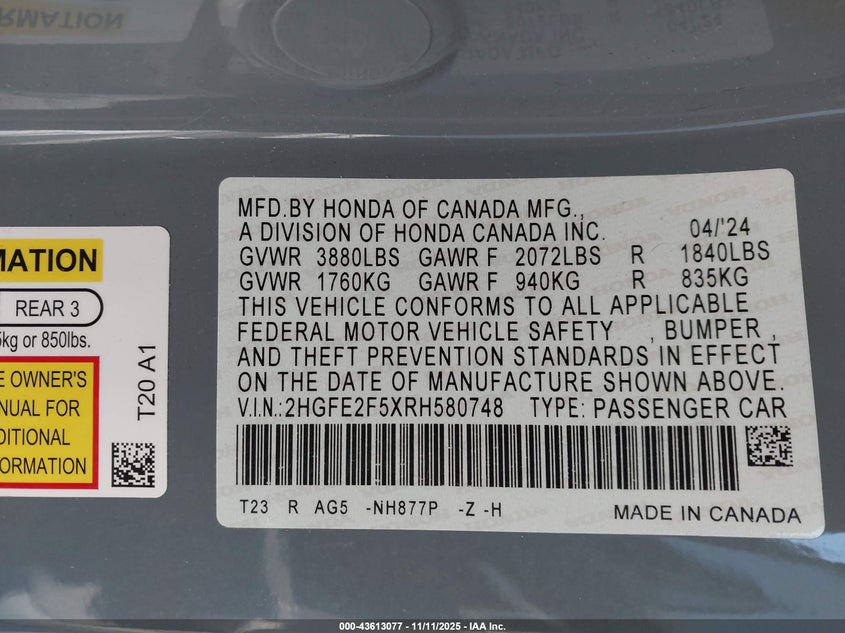 MFD.BY HONDA OF CANADA MFG.,
A DIVISION OF HONDA CANADA INC. 04/'24
GVWR 3880LBS GAWR F 2072LBS R 1840LBS
GVWR 1760KG GAWR F 940KG R 835KG
THIS VEHICLE CONFORMS TO ALL APPLICABLE
FEDERAL MOTOR VEHICLE SAFETY , BUMPER ,
AND THEFT PREVENTION STANDARDS IN EFFECT
ON THE DATE OF MANUFACTURE SHOWN ABOVE.
V.I.N.:2HGFE2F5XRH580748 TYPE: PASSENGER CAR
T23 R AG5 -NH877P -Z -H
MADE IN CANADA
MATION
REAR 3
5kg or 850lbs.
E OWNER'S
NUAL FOR
DITIONAL
FORMATION
T20 A1
000-43613077 - 11/11/2025 - IAA Inc.